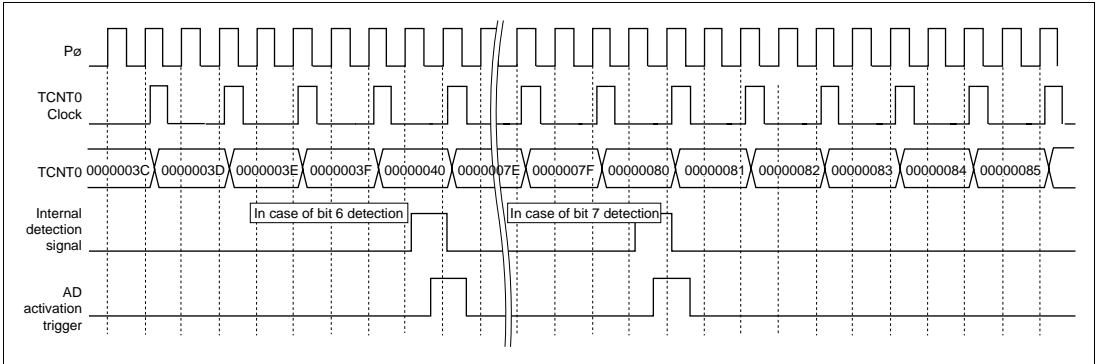 Pø
TCNT0
Clock
TCNT0 0000003C 0000003D 0000003E 0000003F 00000040 0000007E 0000007F 00000080 00000081 00000082 00000083 00000084 00000085
Internal
detection
signal
In case of bit 6 detection In case of bit 7 detection
AD
activation
trigger